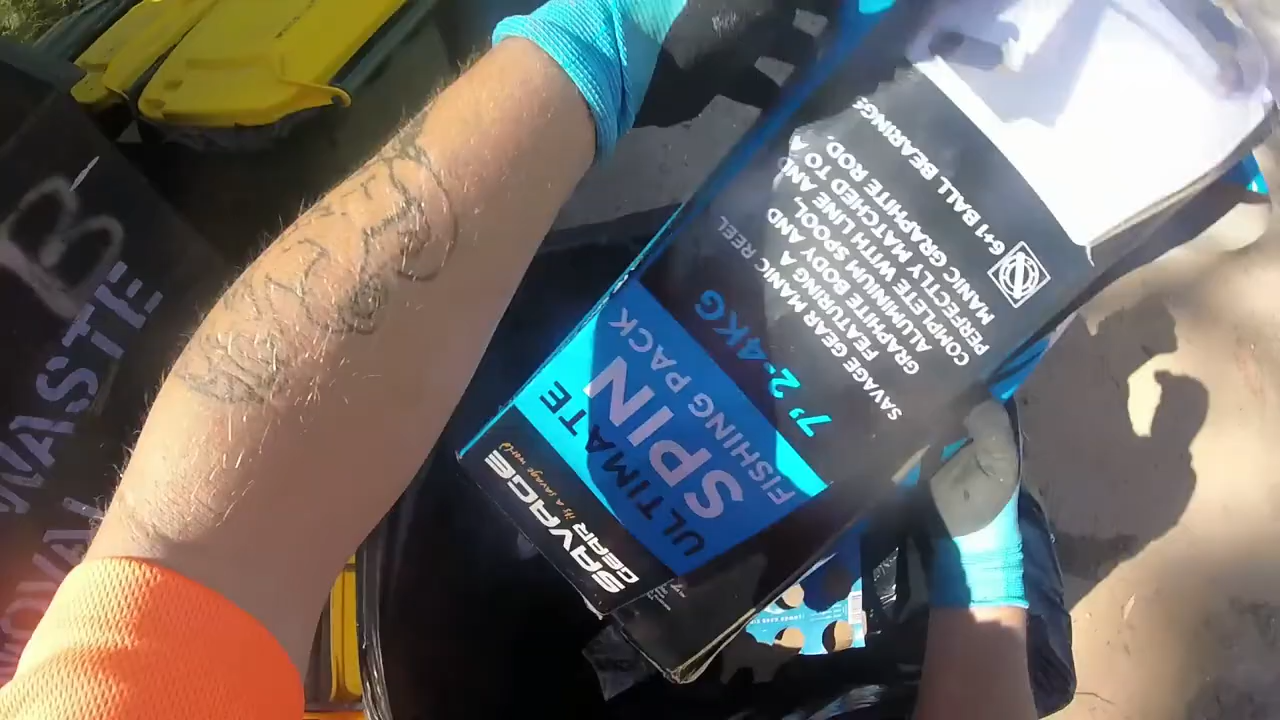 SAVAGE
GEAR it's a savage world
ULTIMATE
SPIN
FISHING PACK
7' 2-4KG
SAVAGE GEAR MANIC REEL
FEATURING A
GRAPHITE BODY AND
ALUMINIUM SPOOL,
COMPLETE WITH LINE AND
PERFECTLY MATCHED TO A
MANIC GRAPHITE ROD.
6+1 BALL BEARINGS
B
WASTE